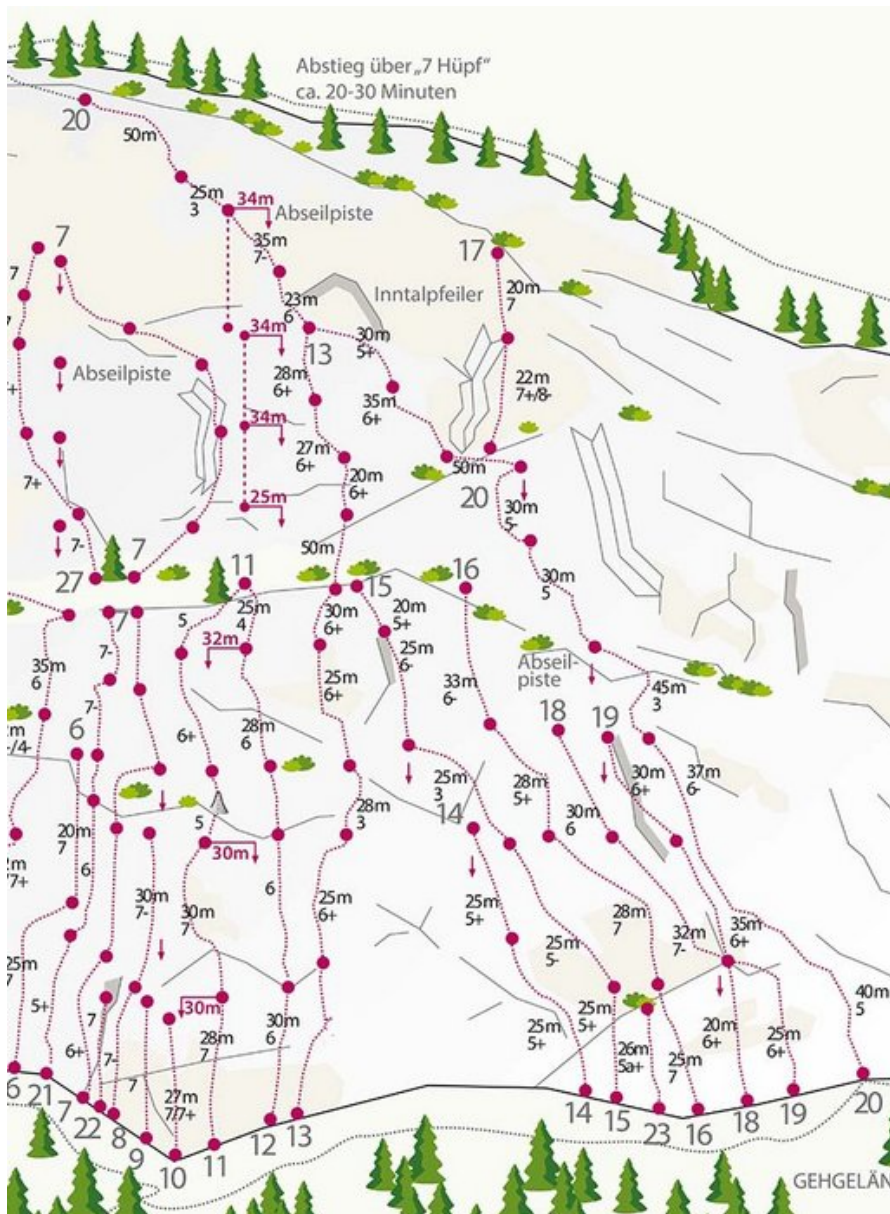 Abstieg über „7 Hüpf“
ca. 20-30 Minuten
20
50m
25m
3
34m
Abseilpiste
7
17
35m
7-
7
20m
7
23m
6
Inntalpfeiler
34m
13
30m
5+
Abseilpiste
28m
6+
22m
7+/8-
35m
6+
34m
27m
6+
7+
20m
6+
50m
20
25m
30m
5-
7-
50m
27
7
11
15
16
30m
5
7
5
25m
4
30m
6+
20m
5+
7-
32m
25m
6-
35m
6
25m
6+
33m
6-
Abseil-
piste
45m
3
7-
18
19
6
6+
28m
6
25m
3
28m
5+
30m
6+
37m
6-
20m
7
5
28m
3
14
30m
6
6
30m
6
30m
7-
30m
7
25m
6+
25m
5+
28m
7
32m
7-
35m
6+
25m
7
25m
5-
5+
30m
40m
5
7
28m
7
30m
6
25m
5+
25m
5+
20m
6+
25m
6+
6+
7-
7
27m
7/7+
26m
5a+
25m
7
6
21
7
22
8
9
10
11
12
13
14
15
23
16
18
19
20
GEHGELÄN